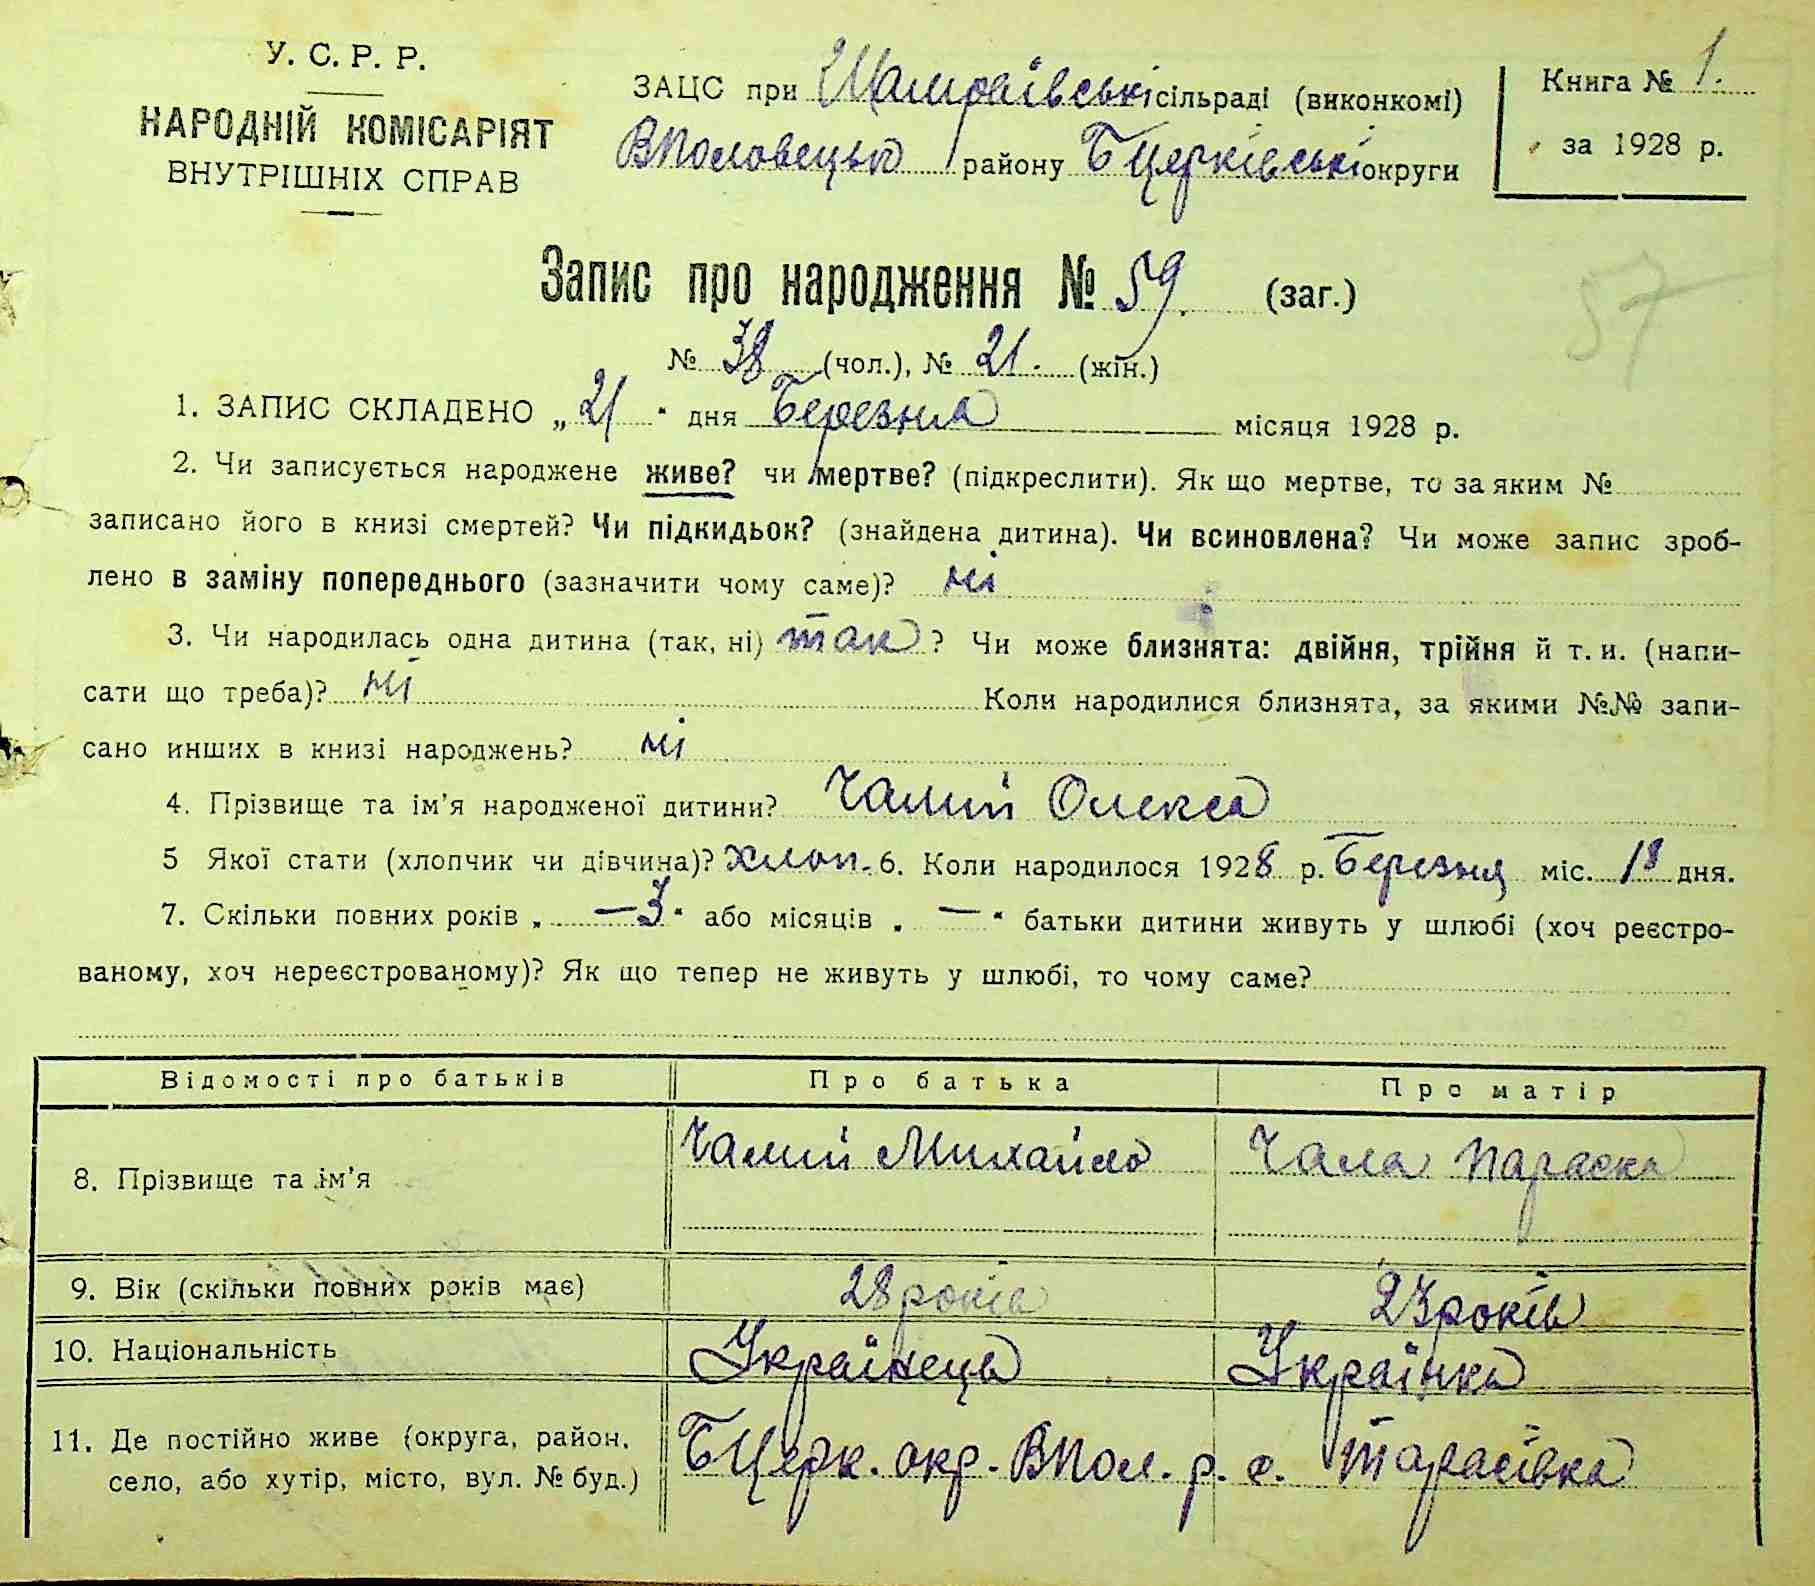 У. С. Р. Р.
НАРОДНІЙ КОМІСАРІЯТ
ВНУТРІШНІХ СПРАВ
ЗАЦС при Шамраївські сільраді (виконкомі)
ВПоловецько району БЦерківські округи
Книга № 1.
за 1928 р.
Запис про народження № 59. (заг.)
57
№ 38 (чол.), № 21. (жін.)
1. ЗАПИС СКЛАДЕНО „ 21 " дня Березня місяця 1928 р.
2. Чи записується народжене живе? чи мертве? (підкреслити). Як що мертве, то за яким №
записано його в книзі смертей? Чи підкидьок? (знайдена дитина). Чи всиновлена? Чи може запис зроб-
лено в заміну попереднього (зазначити чому саме)? ні
3. Чи народилась одна дитина (так, ні) так ? Чи може близнята: двійня, трійня й т. и. (напи-
сати що треба)? ні Коли народилися близнята, за якими №№ запи-
сано инших в книзі народжень? ні
4. Прізвище та ім'я народженої дитини? Чалий Олекса
5 Якої стати (хлопчик чи дівчина)? хлоп. 6. Коли народилося 1928 р. Березня міс. 18 дня.
7. Скільки повних років „ —3 " або місяців „ — " батьки дитини живуть у шлюбі (хоч реєстро-
ваному, хоч нереєстрованому)? Як що тепер не живуть у шлюбі, то чому саме?
Відомості про батьків Про батька Про матір
8. Прізвище та ім'я Чалий Михайло Чала Параска
9. Вік (скільки повних років має) 28 років 23 років
10. Національність Українець Українка
11. Де постійно живе (округа, район, село, або хутір, місто, вул. № буд.) БЦерк. окр. ВПол. р. с. Тарасівка